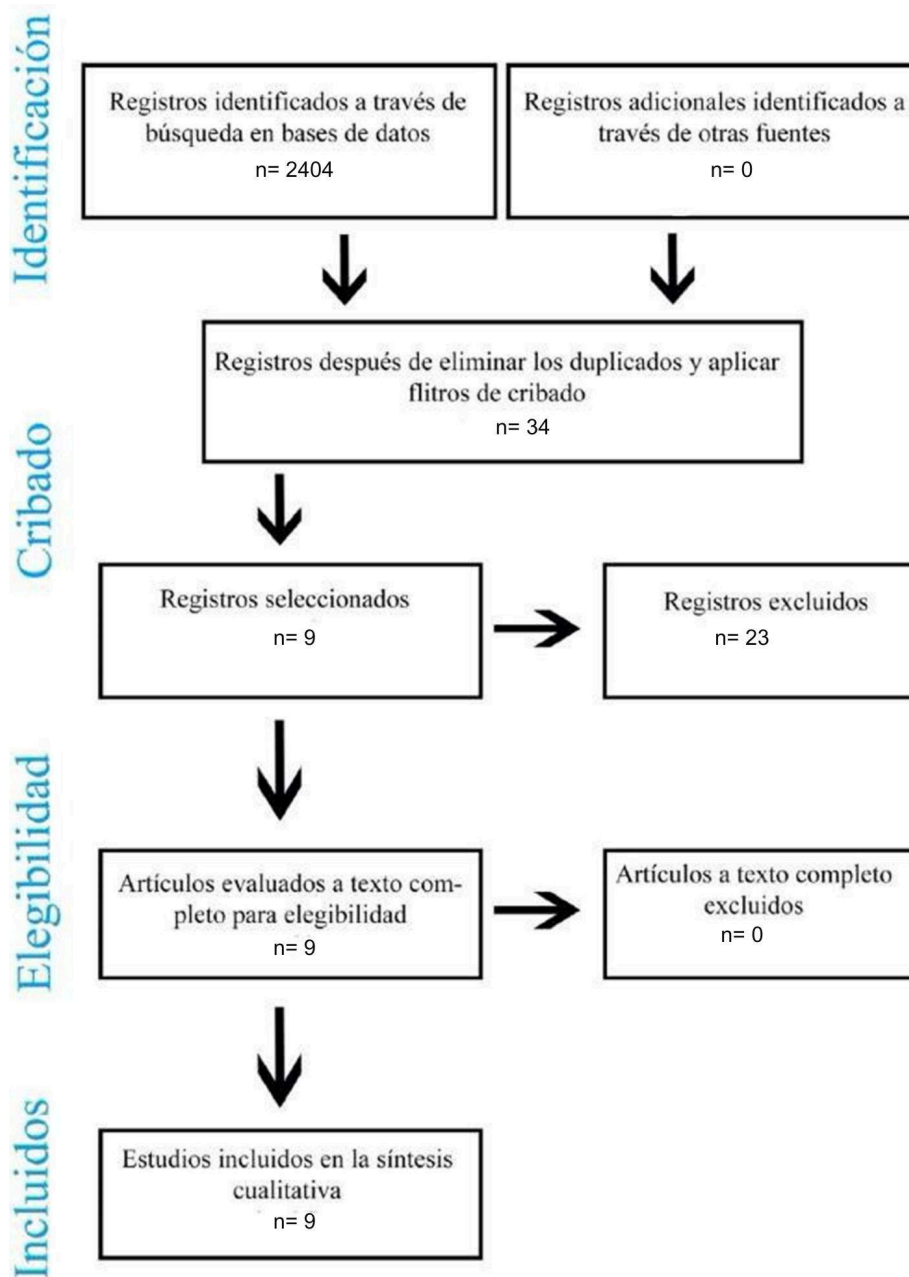 Identificación
Registros identificados a través de
búsqueda en bases de datos
n= 2404
Registros adicionales identificados a
través de otras fuentes
n= 0
Registros después de eliminar los duplicados y aplicar
flitros de cribado
n= 34
Cribado
Registros seleccionados
n= 9
Registros excluidos
n= 23
Elegibilidad
Artículos evaluados a texto com-
pleto para elegibilidad
n= 9
Artículos a texto completo
excluidos
n= 0
Incluidos
Estudios incluidos en la síntesis
cualitativa
n= 9